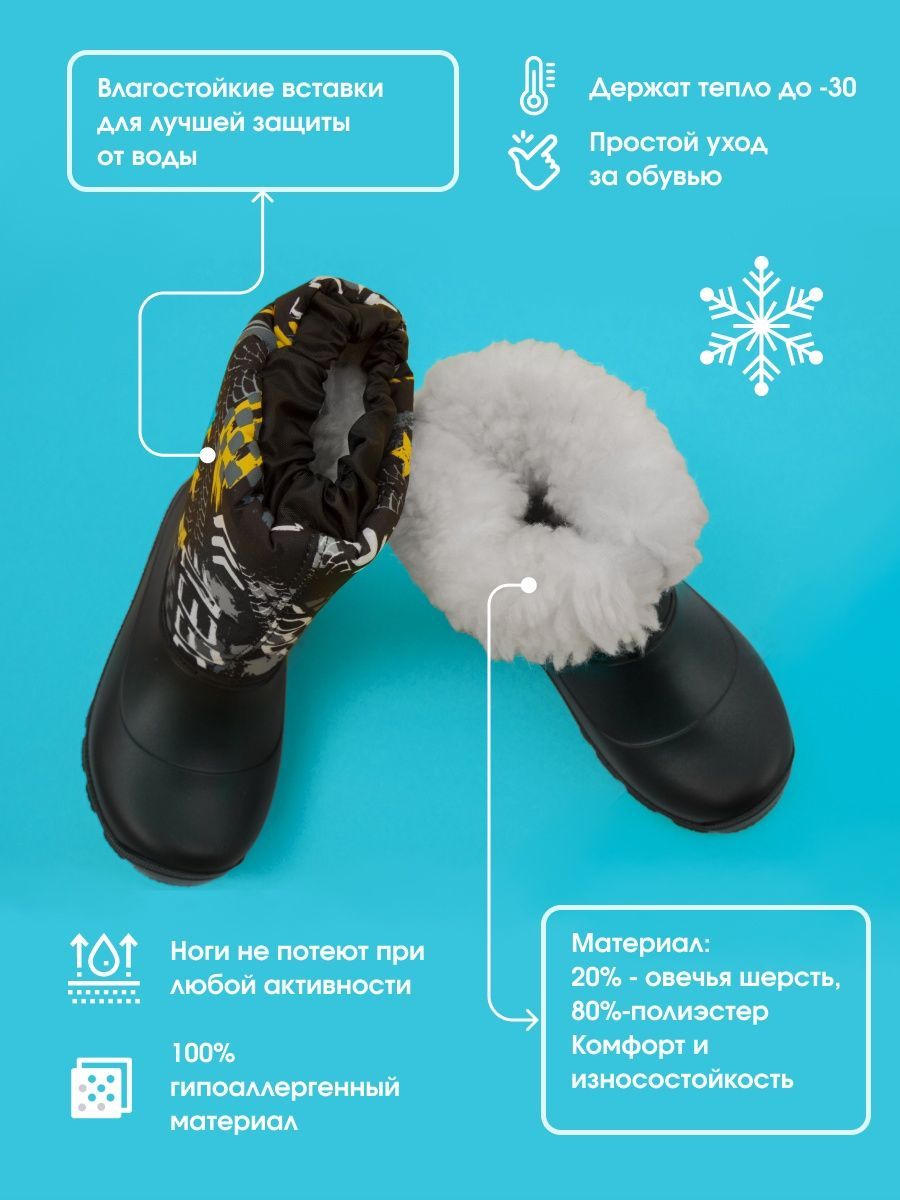 Влагостойкие вставки
для лучшей защиты
от воды
Держат тепло до -30
Простой уход
за обувью
Ноги не потеют при
любой активности
100%
гипоаллергенный
материал
Материал:
20% - овечья шерсть,
80%-полиэстер
Комфорт и
износостойкость